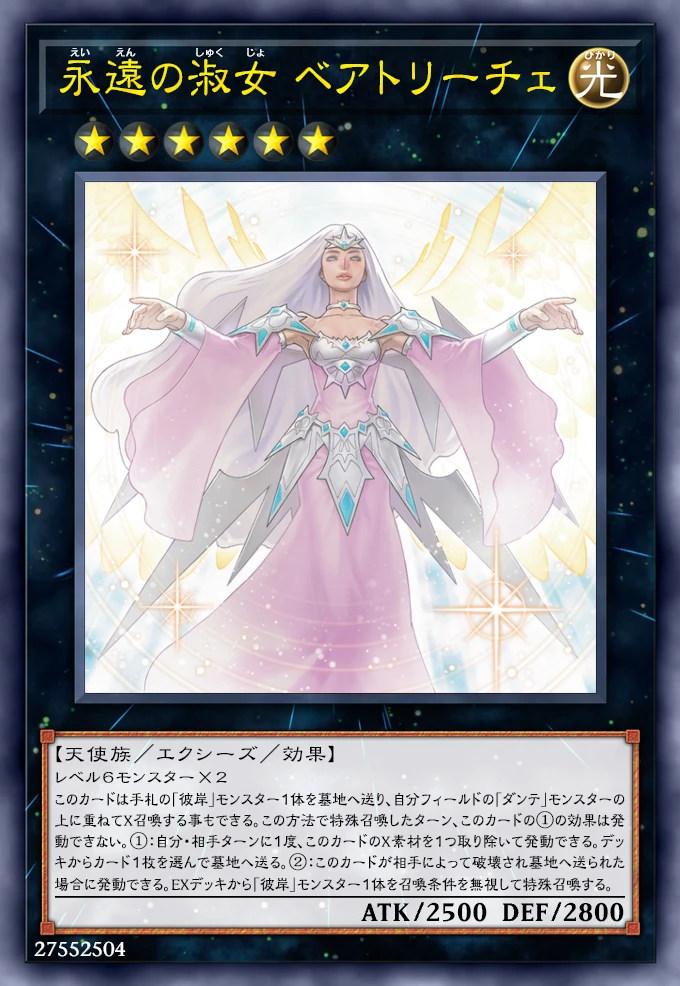 えいえん しゅくじょ
永遠の淑女 ベアトリーチェ
ひかり
光
【天使族／エクシーズ／効果】
レベル６モンスター×２
このカードは手札の「彼岸」モンスター1体を墓地へ送り、自分フィールドの「ダンテ」モンスターの
上に重ねてX召喚する事もできる。この方法で特殊召喚したターン、このカードの①の効果は発
動できない。①：自分・相手ターンに1度、このカードのX素材を1つ取り除いて発動できる。デッ
キからカード1枚を選んで墓地へ送る。②：このカードが相手によって破壊され墓地へ送られた
場合に発動できる。EXデッキから「彼岸」モンスター1体を召喚条件を無視して特殊召喚する。
ATK/2500 DEF/2800
27552504